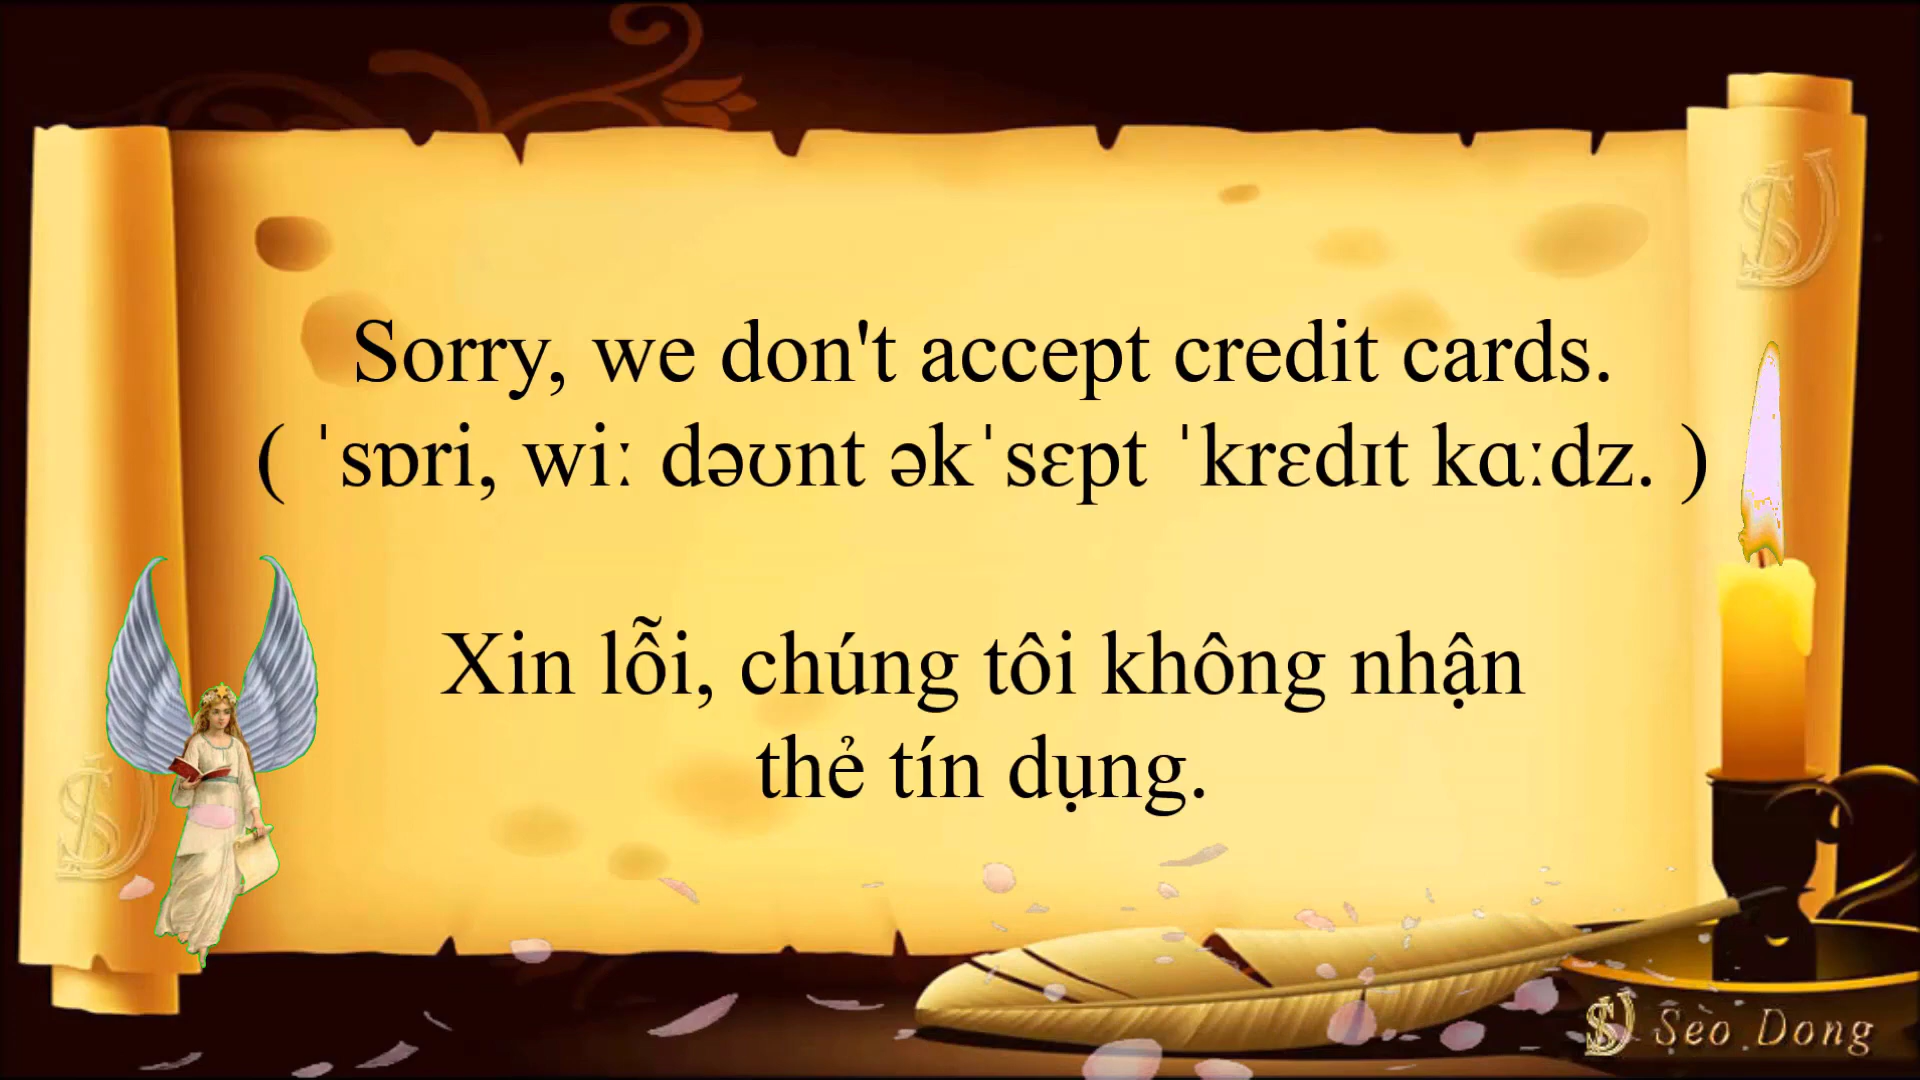 Sorry, we don't accept credit cards.
( ˈsɒri, wiː dəʊnt əkˈsɛpt ˈkrɛdɪt kɑːdz. )
Xin lỗi, chúng tôi không nhận
thẻ tín dụng.
Sèo Dong